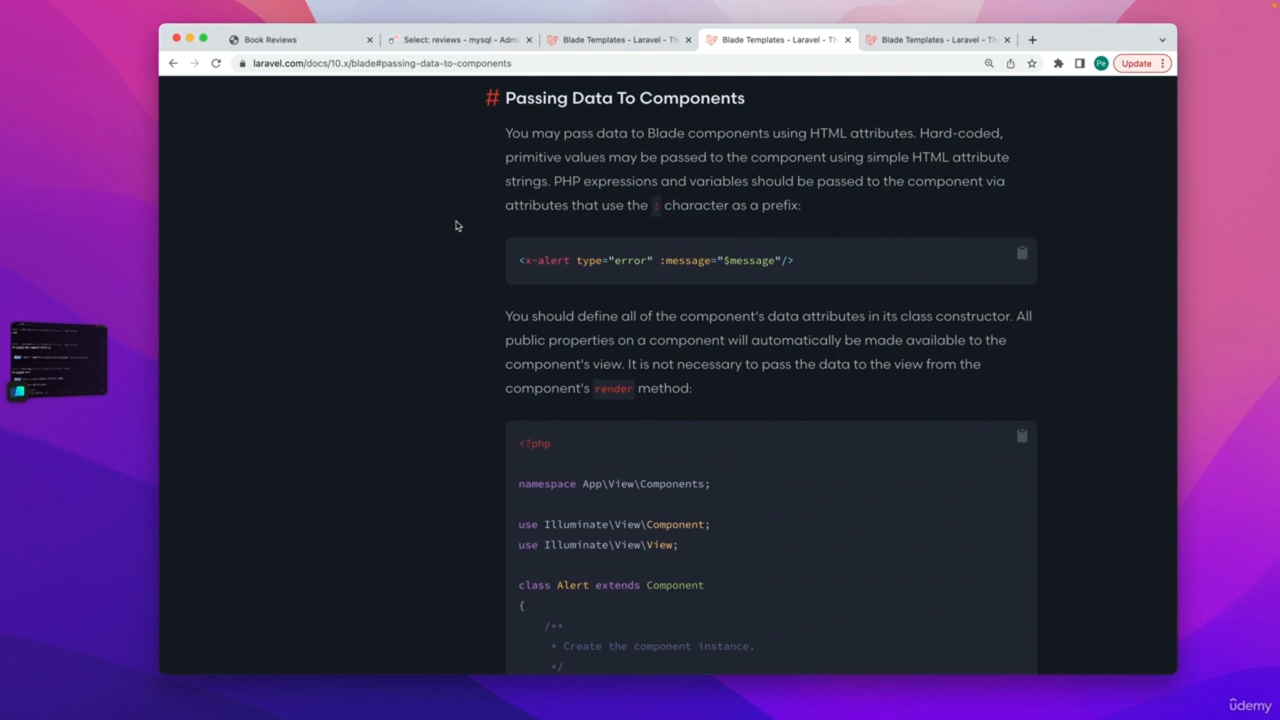 Book Reviews
Select: reviews - mysql - Admi
Blade Templates - Laravel - Th
Blade Templates - Laravel - Th
Blade Templates - Laravel - Th
laravel.com/docs/10.x/blade#passing-data-to-components
Pe
Update
# Passing Data To Components
You may pass data to Blade components using HTML attributes. Hard-coded,
primitive values may be passed to the component using simple HTML attribute
strings. PHP expressions and variables should be passed to the component via
attributes that use the : character as a prefix:
<x-alert type="error" :message="$message"/>
You should define all of the component's data attributes in its class constructor. All
public properties on a component will automatically be made available to the
component's view. It is not necessary to pass the data to the view from the
component's render method:
<?php
namespace App\View\Components;
use Illuminate\View\Component;
use Illuminate\View\View;
class Alert extends Component
{
/**
* Create the component instance.
*/
udemy